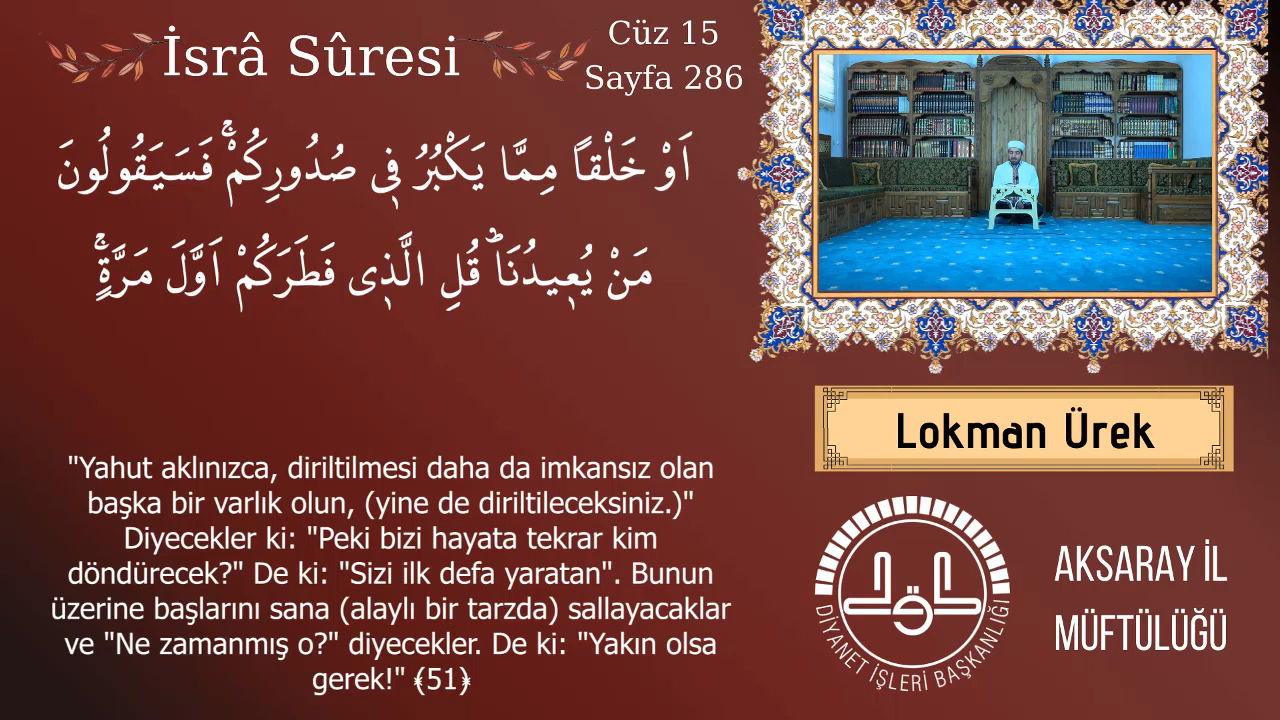 İsrâ Sûresi
Cüz 15
Sayfa 286
اَوْ خَلْقاً مِمَّا يَكْبُرُ ف۪ي صُدُورِكُمْۚ فَسَيَقُولُونَ
مَنْ يُع۪يدُنَاۜ قُلِ الَّذ۪ي فَطَرَكُمْ اَوَّلَ مَرَّةٍۚ
"Yahut aklınızca, diriltilmesi daha da imkansız olan
başka bir varlık olun, (yine de diriltileceksiniz.)"
Diyecekler ki: "Peki bizi hayata tekrar kim
döndürecek?" De ki: "Sizi ilk defa yaratan". Bunun
üzerine başlarını sana (alaylı bir tarzda) sallayacaklar
ve "Ne zamanmış o?" diyecekler. De ki: "Yakın olsa
gerek!" ﴾51﴿
Lokman Ürek
DİYANET İŞLERİ BAŞKANLIĞI
AKSARAY İL
MÜFTÜLÜĞÜ